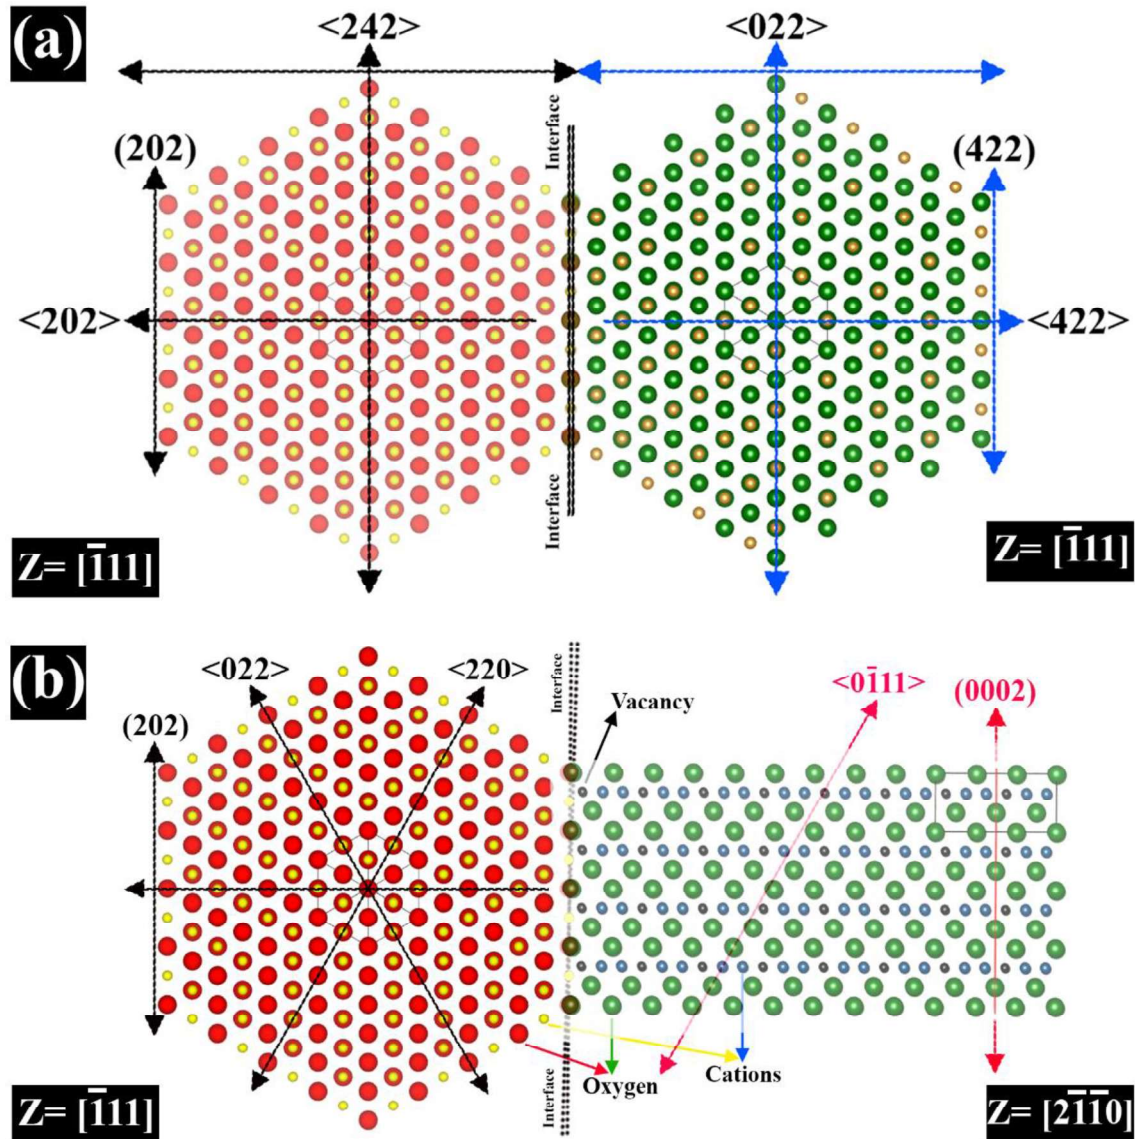 (a)
<242>
<022>
Interface
(202)
(422)
<202>
<422>
Interface
Z= [1̅11]
Z= [1̅11]
(b)
<022>
<220>
Interface
Vacancy
<01̅11>
(0002)
(202)
Oxygen
Cations
Interface
Z= [1̅11]
Z= [21̅1̅0]